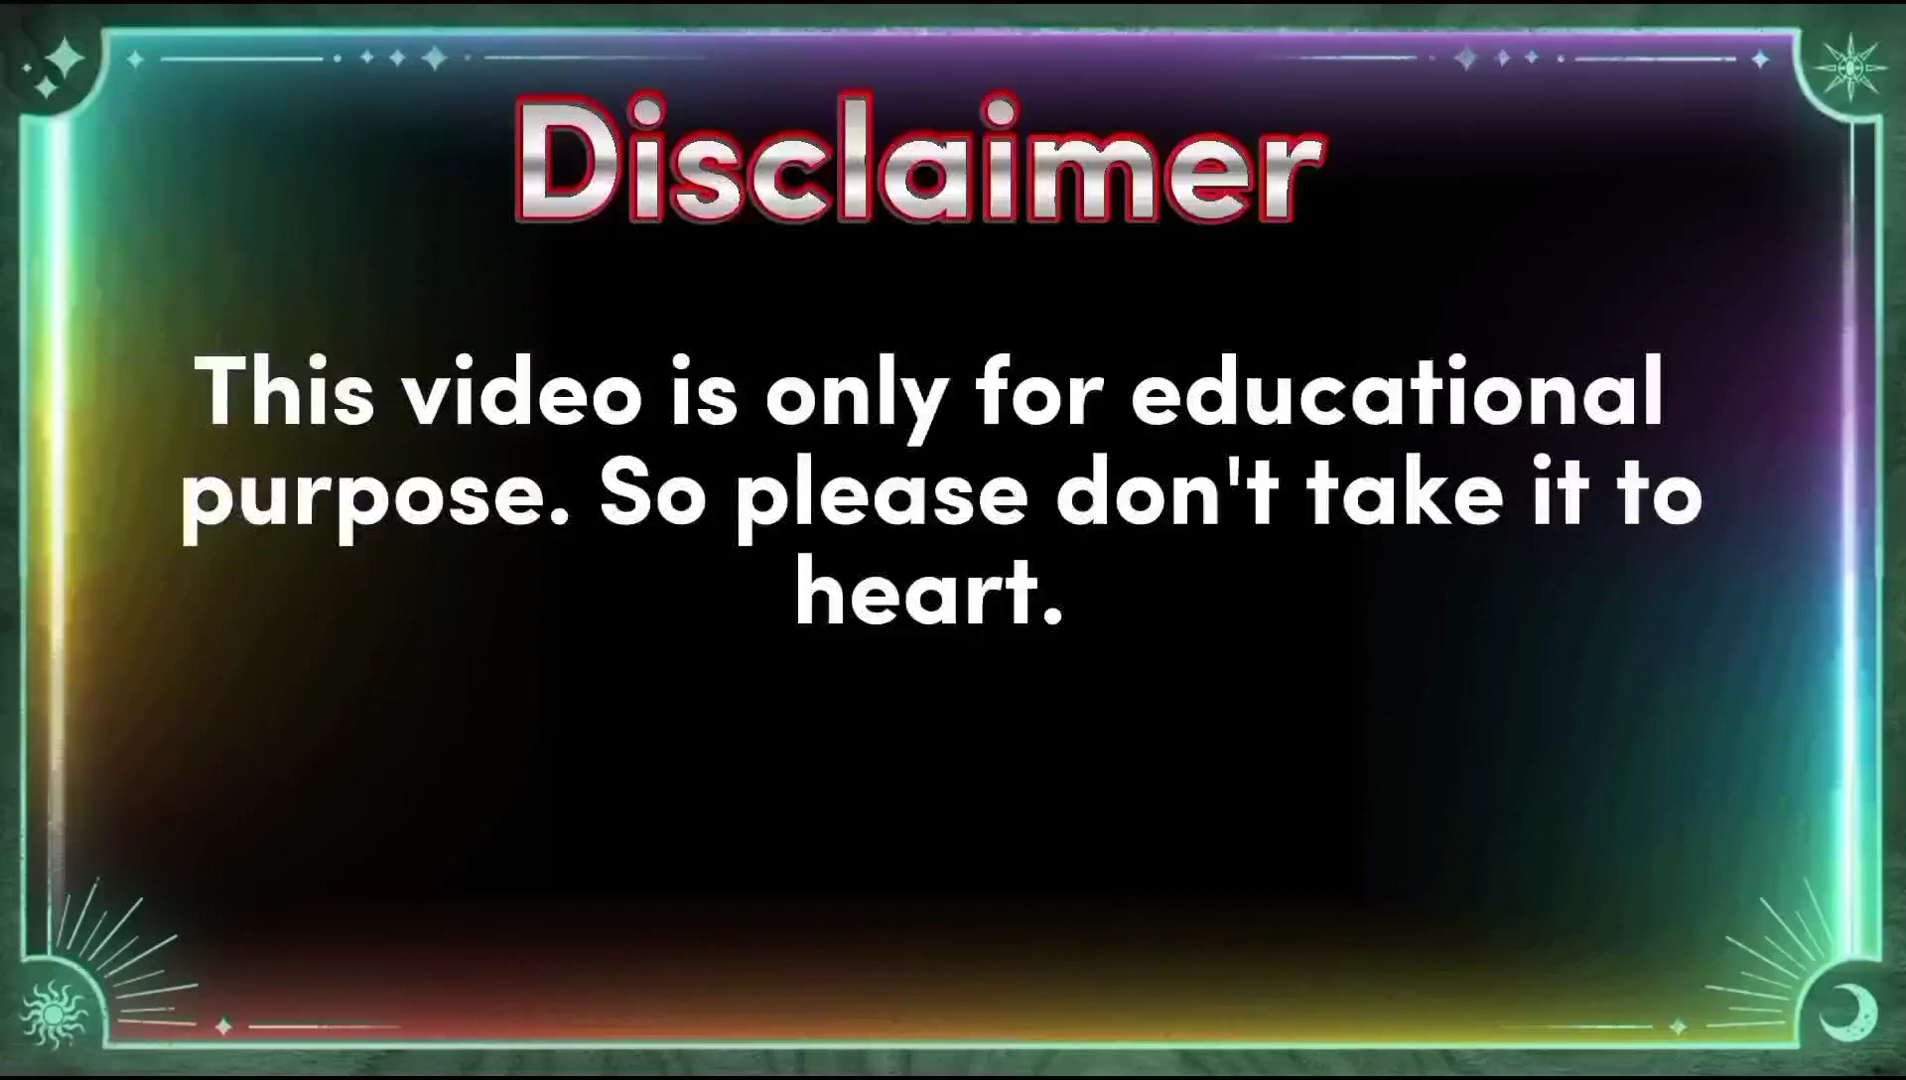 Disclaimer
This video is only for educational
purpose. So please don't take it to
heart.